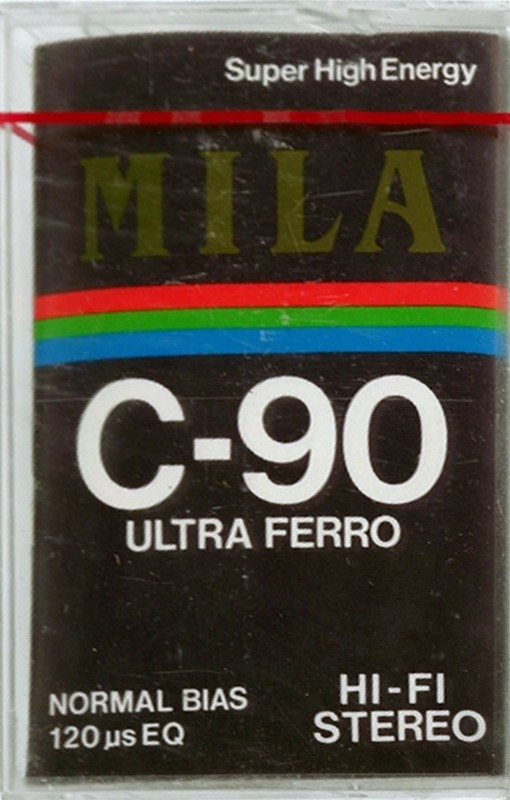 Super High Energy
MILA
C-90
ULTRA FERRO
NORMAL BIAS
120 µs EQ
HI-FI
STEREO